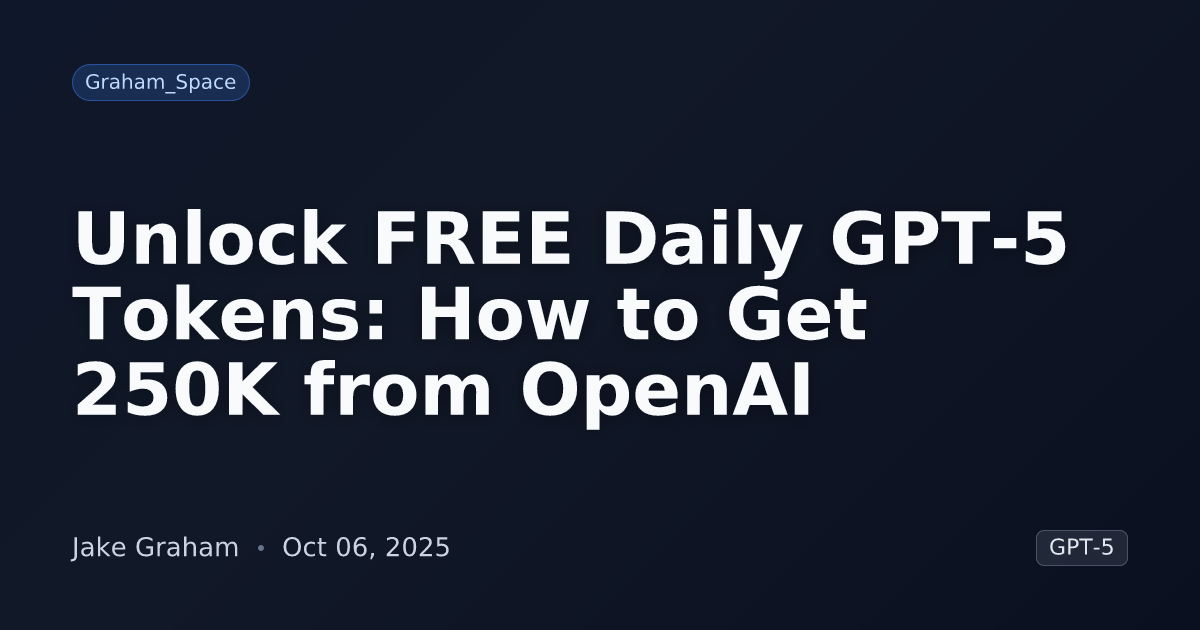 Graham_Space
Unlock FREE Daily GPT-5
Tokens: How to Get
250K from OpenAI
Jake Graham • Oct 06, 2025
GPT-5